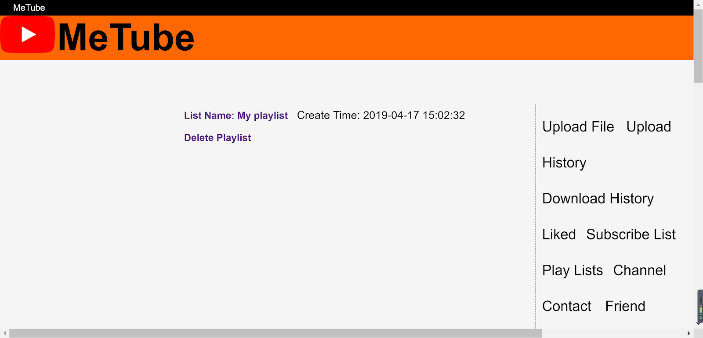 MeTube
MeTube
List Name: My playlist Create Time: 2019-04-17 15:02:32
Delete Playlist
Upload File Upload
History
Download History
Liked Subscribe List
Play Lists Channel
Contact Friend